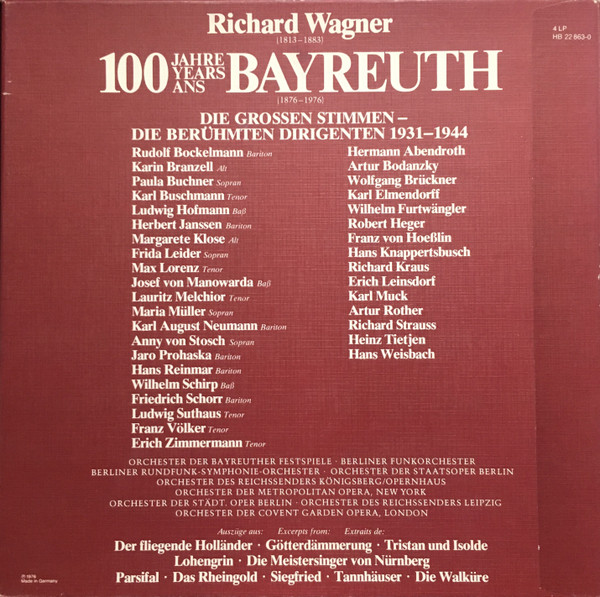 Richard Wagner
(1813–1883)
4 LP
HB 22 863-0
100 JAHRE YEARS ANS BAYREUTH
(1876–1976)
DIE GROSSEN STIMMEN –
DIE BERÜHMTEN DIRIGENTEN 1931–1944
Rudolf Bockelmann Bariton
Karin Branzell Alt
Paula Buchner Sopran
Karl Buschmann Tenor
Ludwig Hofmann Baß
Herbert Janssen Bariton
Margarete Klose Alt
Frida Leider Sopran
Max Lorenz Tenor
Josef von Manowarda Baß
Lauritz Melchior Tenor
Maria Müller Sopran
Karl August Neumann Bariton
Anny von Stosch Sopran
Jaro Prohaska Bariton
Hans Reinmar Bariton
Wilhelm Schirp Baß
Friedrich Schorr Bariton
Ludwig Suthaus Tenor
Franz Völker Tenor
Erich Zimmermann Tenor
Hermann Abendroth
Artur Bodanzky
Wolfgang Brückner
Karl Elmendorff
Wilhelm Furtwängler
Robert Heger
Franz von Hoeßlin
Hans Knappertsbusch
Richard Kraus
Erich Leinsdorf
Karl Muck
Artur Rother
Richard Strauss
Heinz Tietjen
Hans Weisbach
ORCHESTER DER BAYREUTHER FESTSPIELE · BERLINER FUNKORCHESTER
BERLINER RUNDFUNK-SYMPHONIE-ORCHESTER · ORCHESTER DER STAATSOPER BERLIN
ORCHESTER DES REICHSSENDERS KÖNIGSBERG/OPERNHAUS
ORCHESTER DER METROPOLITAN OPERA, NEW YORK
ORCHESTER DER STÄDT. OPER BERLIN · ORCHESTER DES REICHSSENDERS LEIPZIG
ORCHESTER DER COVENT GARDEN OPERA, LONDON
Auszüge aus: Excerpts from: Extraits de:
Der fliegende Holländer · Götterdämmerung · Tristan und Isolde
Lohengrin · Die Meistersinger von Nürnberg
Parsifal · Das Rheingold · Siegfried · Tannhäuser · Die Walküre
℗ 1976
Made in Germany